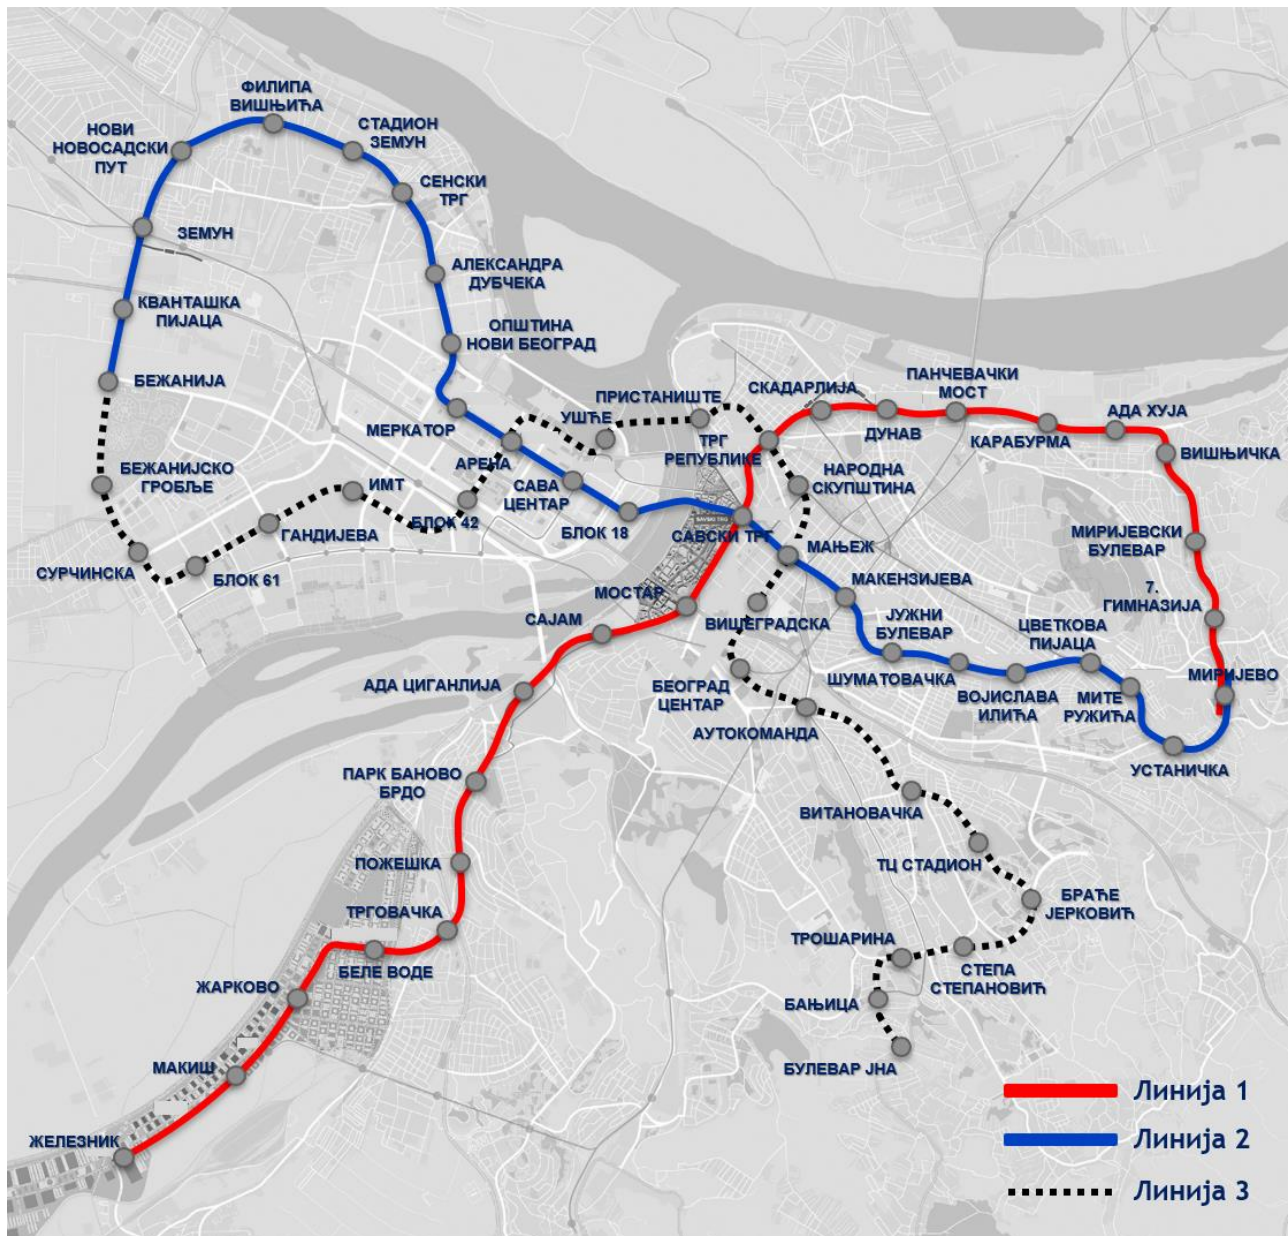 ФИЛИПА
ВИШЊИЋА
НОВИ
НОВОСАДСКИ
ПУТ
СТАДИОН
ЗЕМУН
СЕНСКИ
ТРГ
ЗЕМУН
АЛЕКСАНДРА
ДУБЧЕКА
КВАНТАШКА
ПИЈАЦА
ОПШТИНА
НОВИ БЕОГРАД
БЕЖАНИЈА
ПРИСТАНИШТЕ
УШЋЕ
СКАДАРЛИЈА
ПАНЧЕВАЧКИ
МОСТ
МЕРКАТОР
ДУНАВ
КАРАБУРМА
АДА ХУЈА
ВИШЊИЧКА
АРЕНА
ТРГ
РЕПУБЛИКЕ
БЕЖАНИЈСКО
ГРОБЉЕ
ИМТ
САВА
ЦЕНТАР
НАРОДНА
СКУПШТИНА
БЛОК 42
БЛОК 18
САВСКИ ТРГ
SAVSKI TRG
ГАНДИЈЕВА
МИРИЈЕВСКИ
БУЛЕВАР
СУРЧИНСКА
БЛОК 61
МАЊЕЖ
МАКЕНЗИЈЕВА
7.
ГИМНАЗИЈА
МОСТАР
САЈАМ
ВИШЕГРАДСКА
ЈУЖНИ
БУЛЕВАР
ЦВЕТКОВА
ПИЈАЦА
АДА ЦИГАНЛИЈА
БЕОГРАД
ЦЕНТАР
ШУМАТОВАЧКА
ВОЈИСЛАВА
ИЛИЋА
МИТЕ
РУЖИЋА
МИРИЈЕВО
АУТОКОМАНДА
УСТАНИЧКА
ПАРК БАНОВО
БРДО
ВИТАНОВАЧКА
ПОЖЕШКА
ТЦ СТАДИОН
ТРГОВАЧКА
БРАЋЕ
ЈЕРКОВИЋ
БЕЛЕ ВОДЕ
ТРОШАРИНА
СТЕПА
СТЕПАНОВИЋ
ЖАРКОВО
БАЊИЦА
МАКИШ
БУЛЕВАР ЈНА
ЖЕЛЕЗНИК
Линија 1
Линија 2
Линија 3